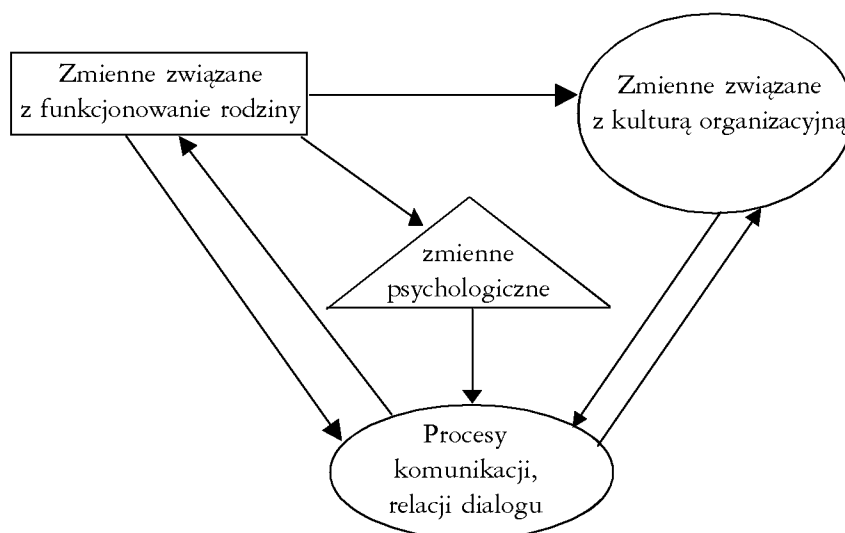 Zmienne związane
z funkcjonowanie rodziny
Zmienne związane
z kulturą organizacyjną
zmienne
psychologiczne
Procesy
komunikacji,
relacji dialogu